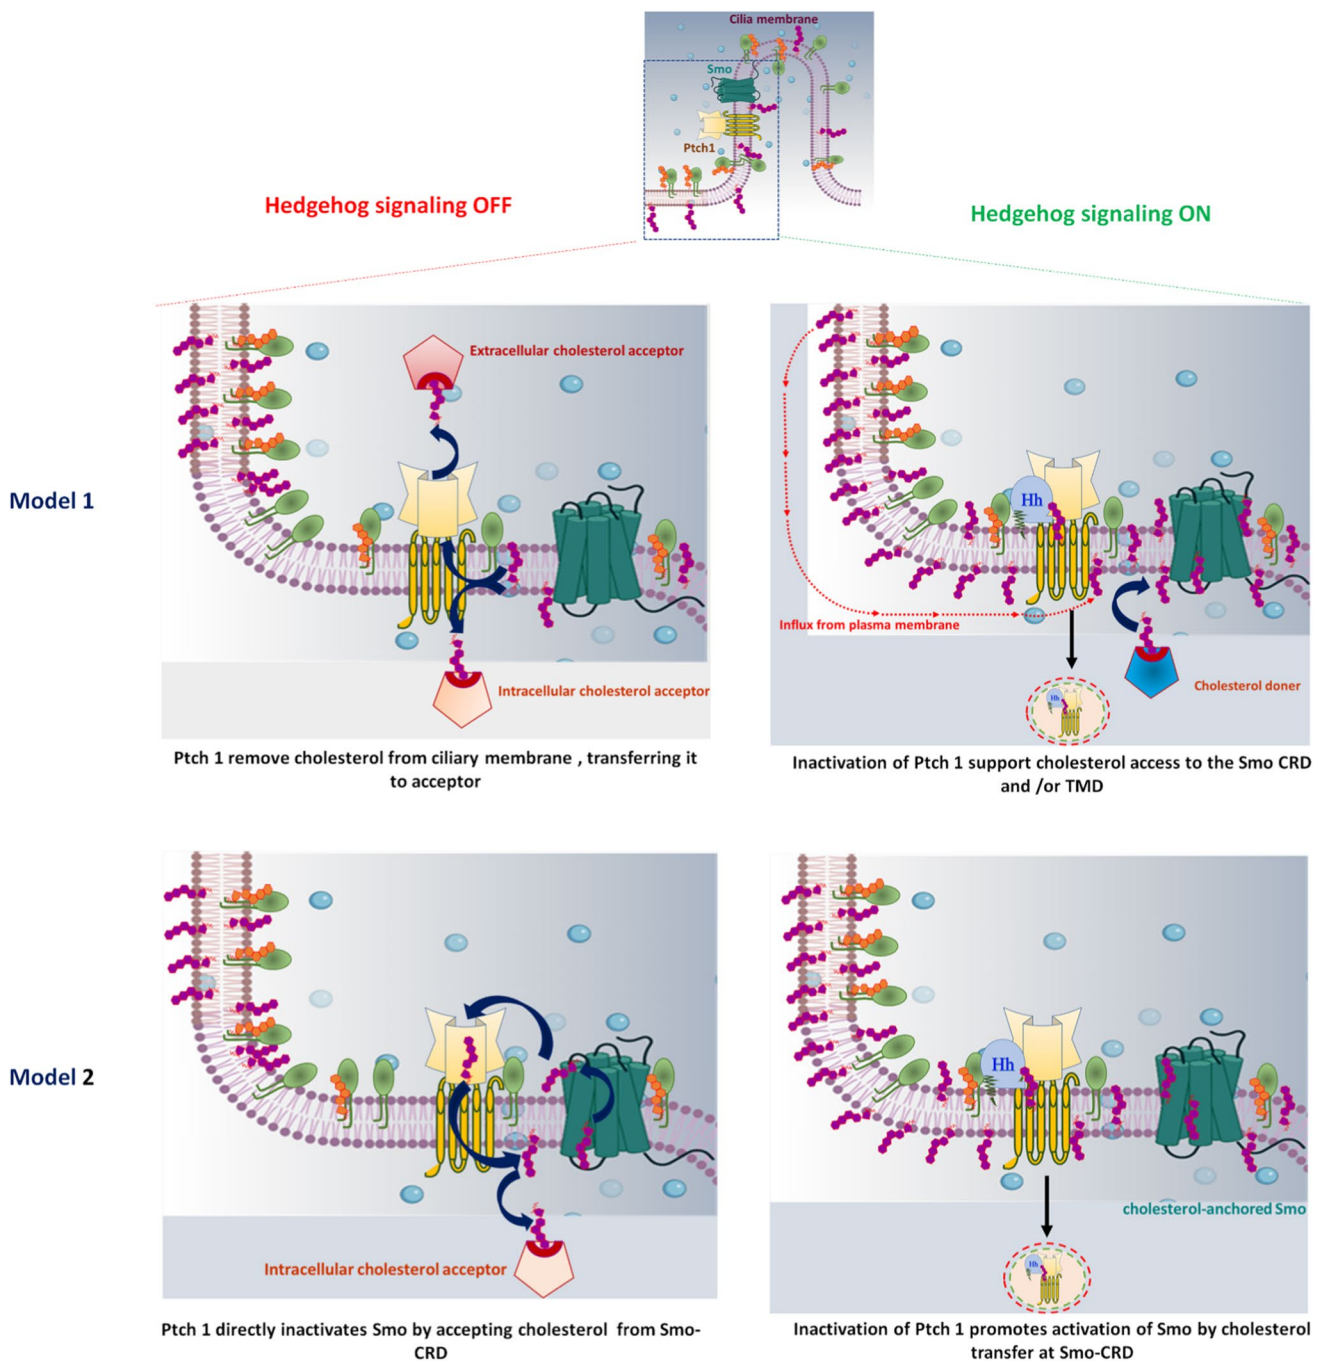 Cilia membrane
Smo
Ptch1
Hedgehog signaling OFF
Hedgehog signaling ON
Model 1
Extracellular cholesterol acceptor
Intracellular cholesterol acceptor
Ptch 1 remove cholesterol from ciliary membrane , transferring it
to acceptor
Hh
Influx from plasma membrane
Hh
Cholesterol doner
Inactivation of Ptch 1 support cholesterol access to the Smo CRD
and /or TMD
Model 2
Intracellular cholesterol acceptor
Ptch 1 directly inactivates Smo by accepting cholesterol from Smo-
CRD
Hh
cholesterol-anchored Smo
Hh
Inactivation of Ptch 1 promotes activation of Smo by cholesterol
transfer at Smo-CRD